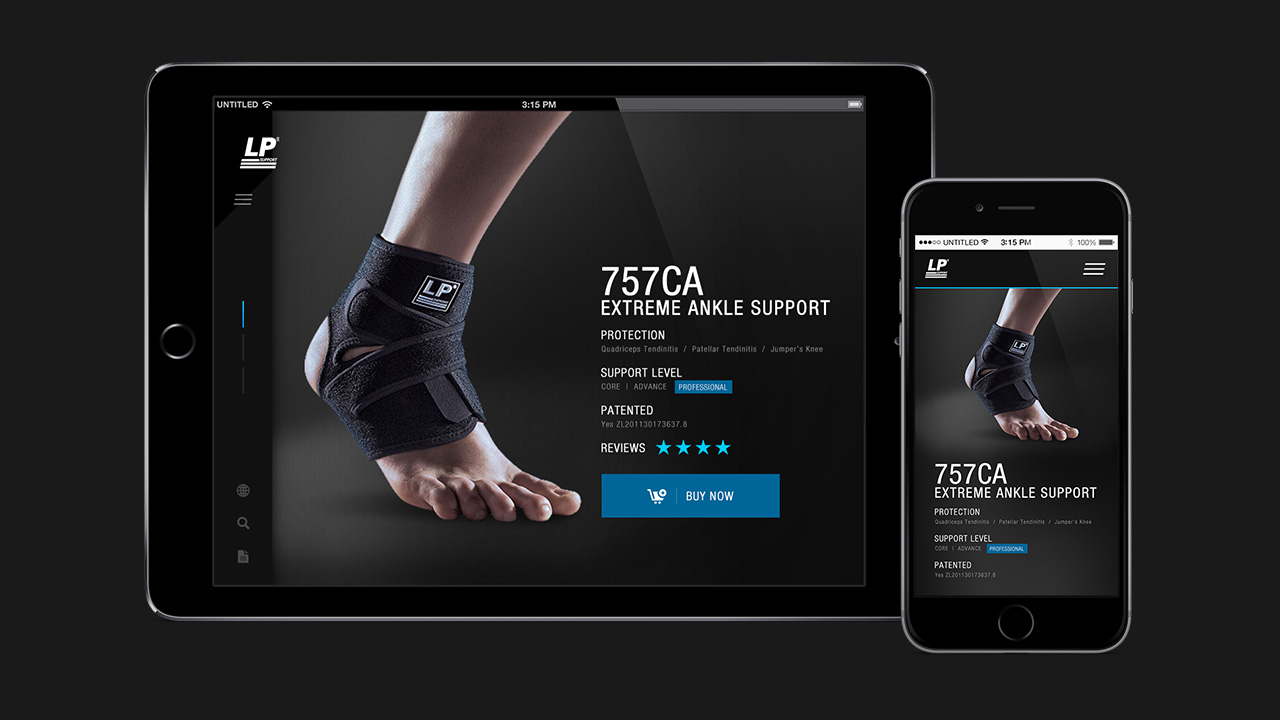 UNTITLED 3:15 PM
LP SUPPORT
LP
757CA
EXTREME ANKLE SUPPORT
PROTECTION
Quadriceps Tendinitis / Patellar Tendinitis / Jumper's Knee
SUPPORT LEVEL
CORE | ADVANCE PROFESSIONAL
PATENTED
Yes ZL201130173637.8
REVIEWS
BUY NOW
UNTITLED 3:15 PM 100%
LP SUPPORT
LP
757CA
EXTREME ANKLE SUPPORT
PROTECTION
Quadriceps Tendinitis / Patellar Tendinitis / Jumper's Knee
SUPPORT LEVEL
CORE | ADVANCE PROFESSIONAL
PATENTED
Yes ZL201130173637.8